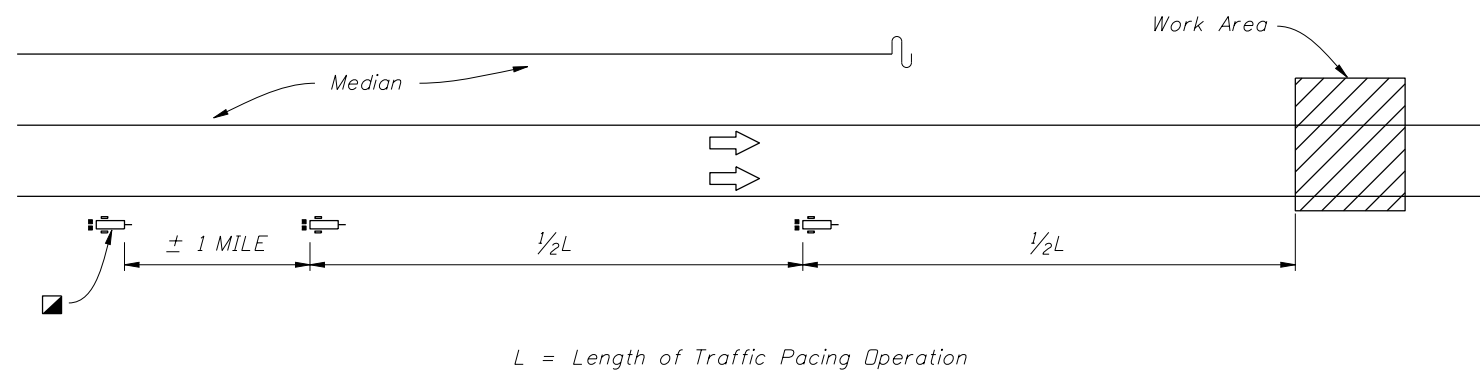 Work Area
Median
± 1 MILE
½L
½L
L = Length of Traffic Pacing Operation